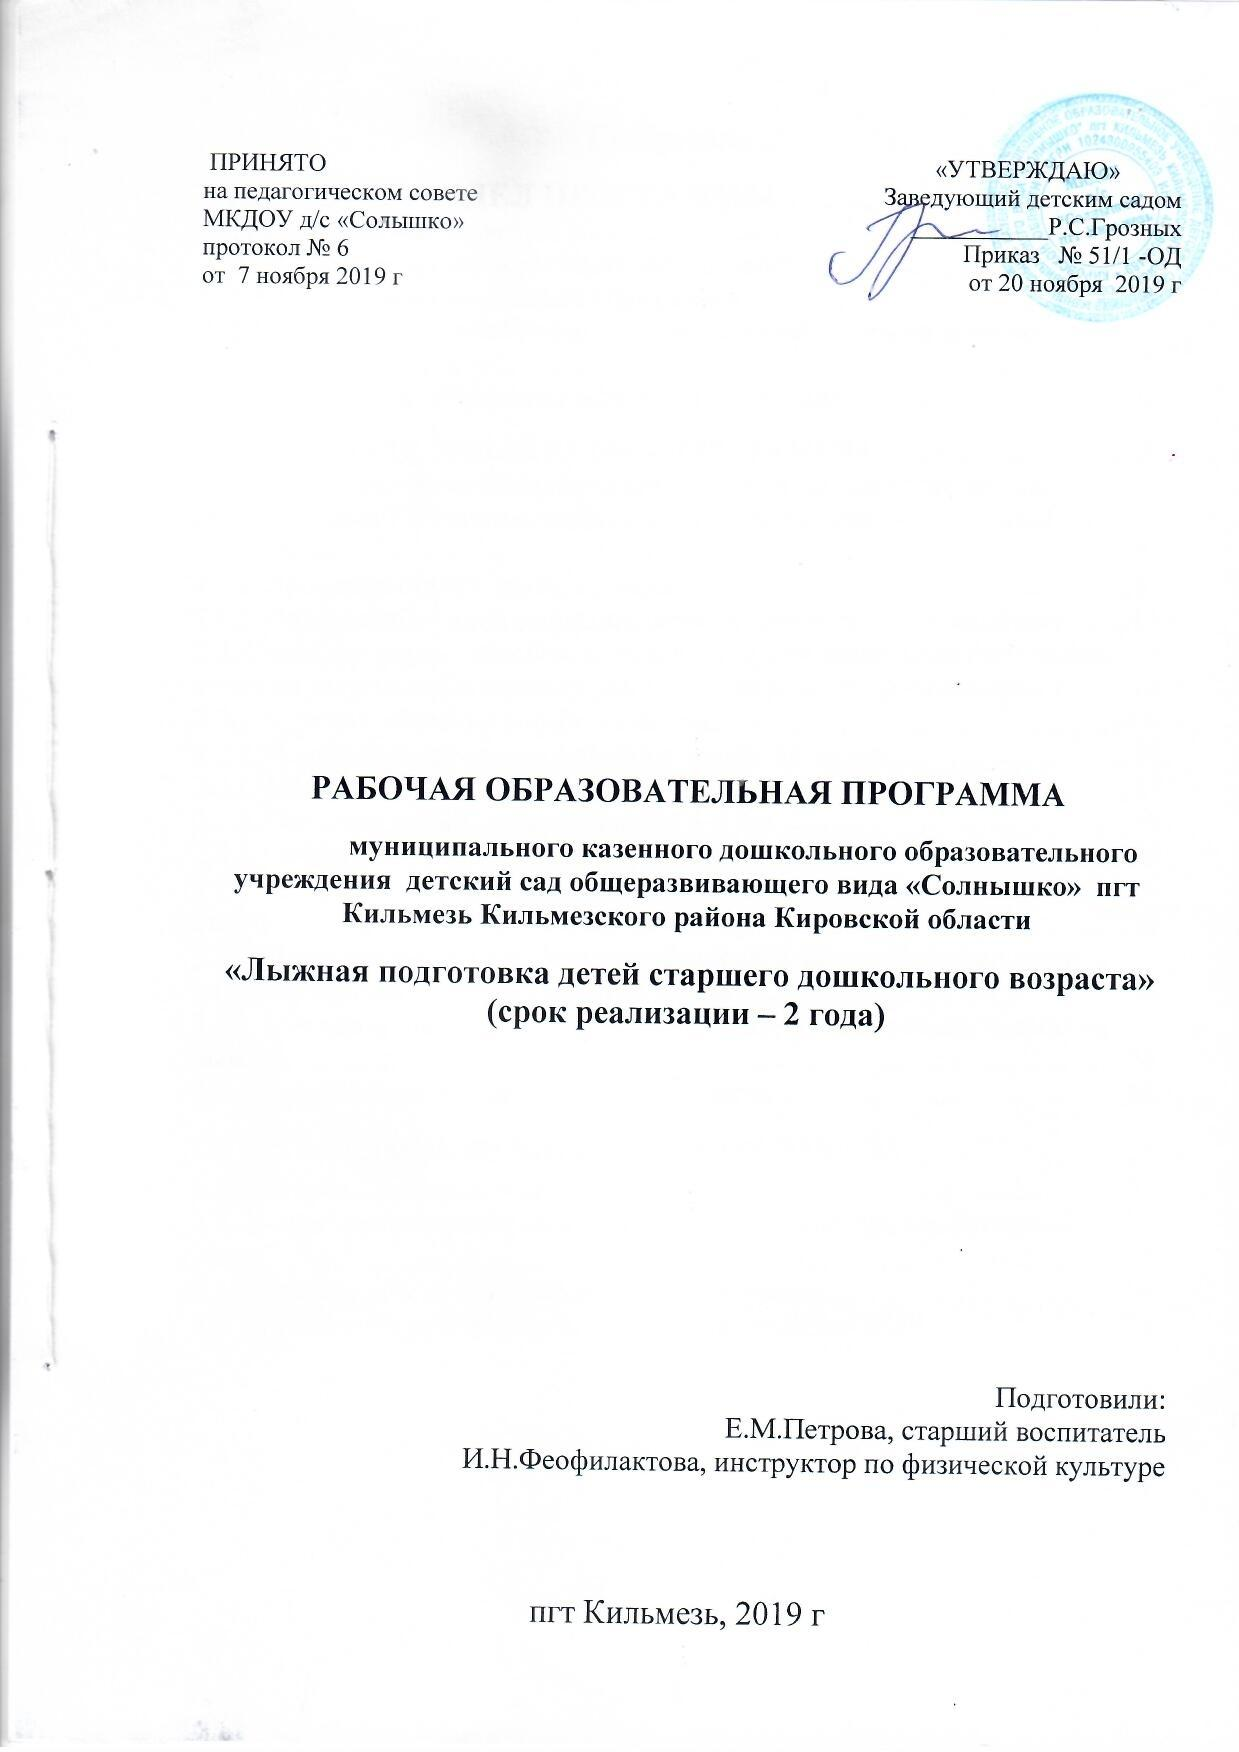 ПРИНЯТО
на педагогическом совете
МКДОУ д/с «Солышко»
протокол № 6
от 7 ноября 2019 г
«УТВЕРЖДАЮ»
Заведующий детским садом
___________Р.С.Грозных
Приказ № 51/1 -ОД
от 20 ноября 2019 г
РАБОЧАЯ ОБРАЗОВАТЕЛЬНАЯ ПРОГРАММА
муниципального казенного дошкольного образовательного
учреждения детский сад общеразвивающего вида «Солнышко» пгт
Кильмезь Кильмезского района Кировской области
«Лыжная подготовка детей старшего дошкольного возраста»
(срок реализации – 2 года)
Подготовили:
Е.М.Петрова, старший воспитатель
И.Н.Феофилактова, инструктор по физической культуре
пгт Кильмезь, 2019 г